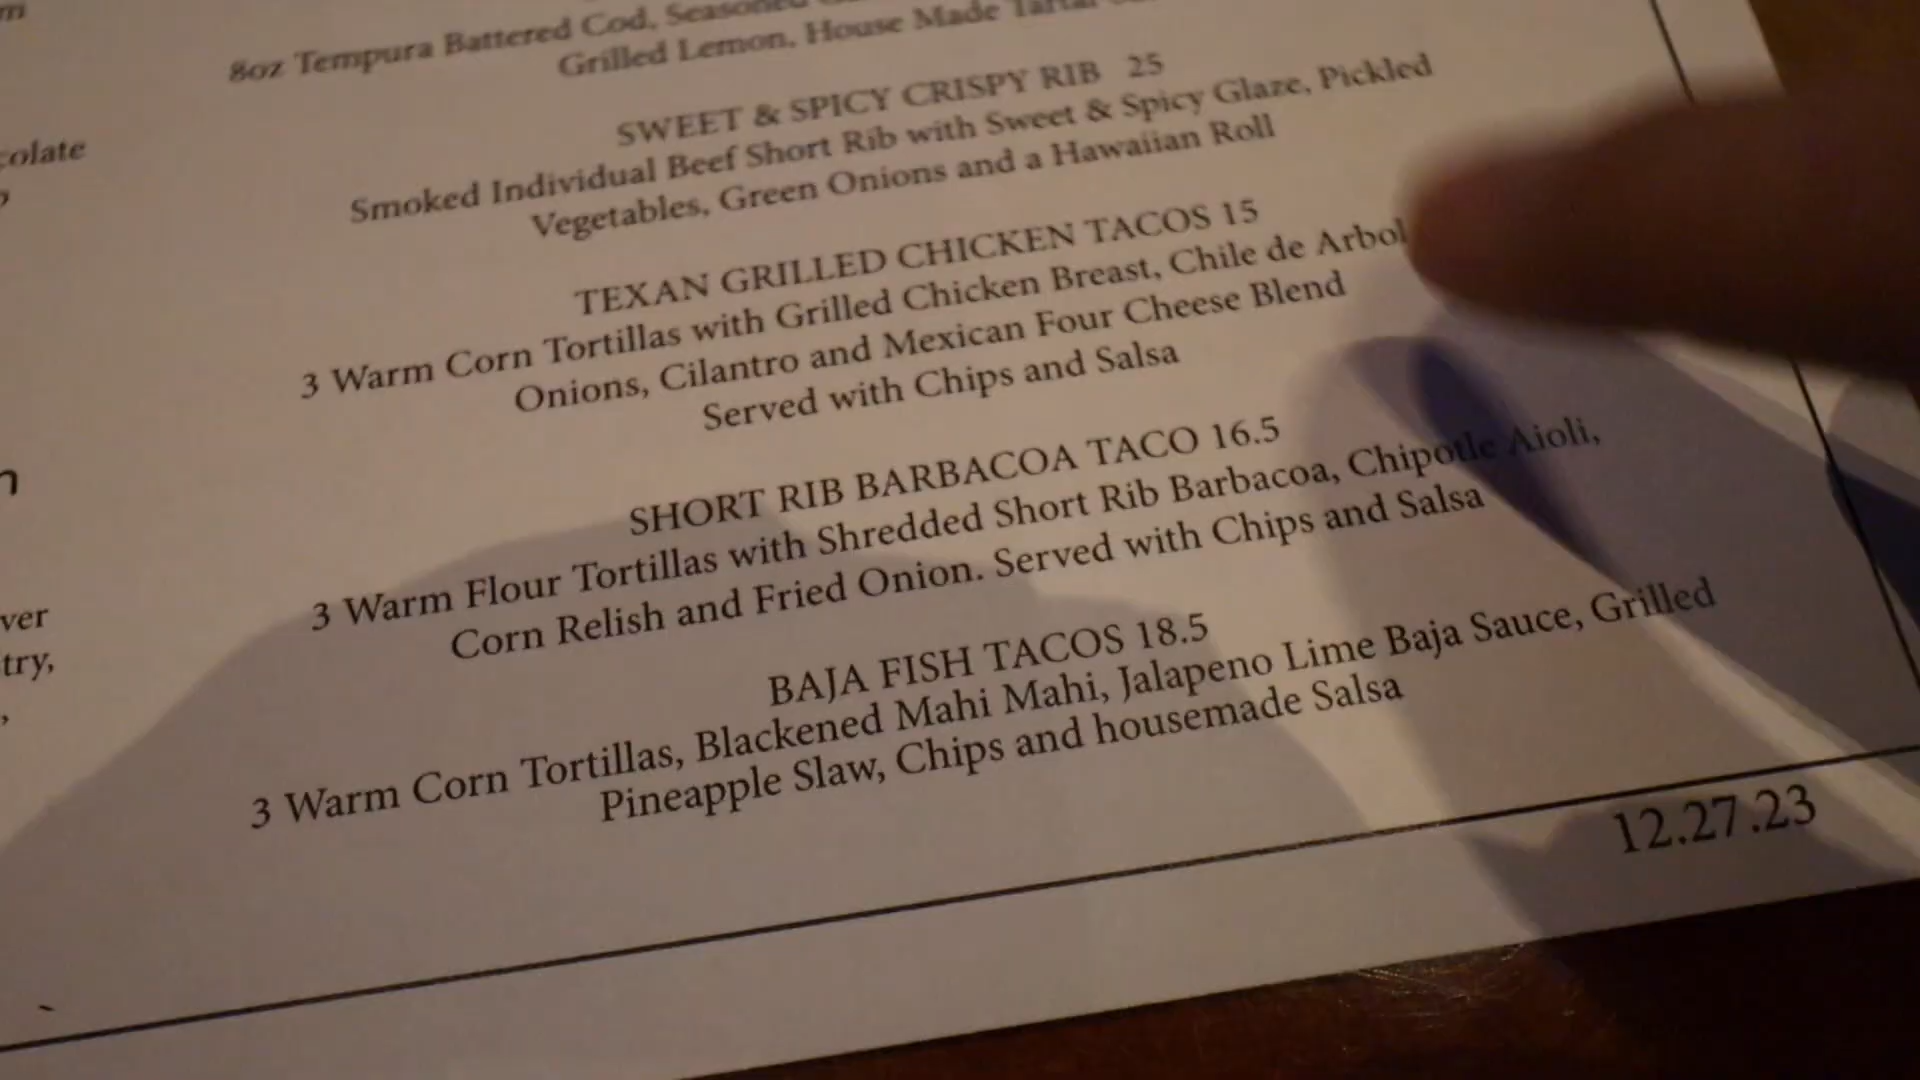 8oz Tempura Battered Cod, Seasoned
Grilled Lemon, House Made Tartar
SWEET & SPICY CRISPY RIB 25
Smoked Individual Beef Short Rib with Sweet & Spicy Glaze, Pickled
Vegetables, Green Onions and a Hawaiian Roll
TEXAN GRILLED CHICKEN TACOS 15
3 Warm Corn Tortillas with Grilled Chicken Breast, Chile de Arbol
Onions, Cilantro and Mexican Four Cheese Blend
Served with Chips and Salsa
SHORT RIB BARBACOA TACO 16.5
3 Warm Flour Tortillas with Shredded Short Rib Barbacoa, Chipotle Aioli,
Corn Relish and Fried Onion. Served with Chips and Salsa
BAJA FISH TACOS 18.5
3 Warm Corn Tortillas, Blackened Mahi Mahi, Jalapeno Lime Baja Sauce, Grilled
Pineapple Slaw, Chips and housemade Salsa
12.27.23